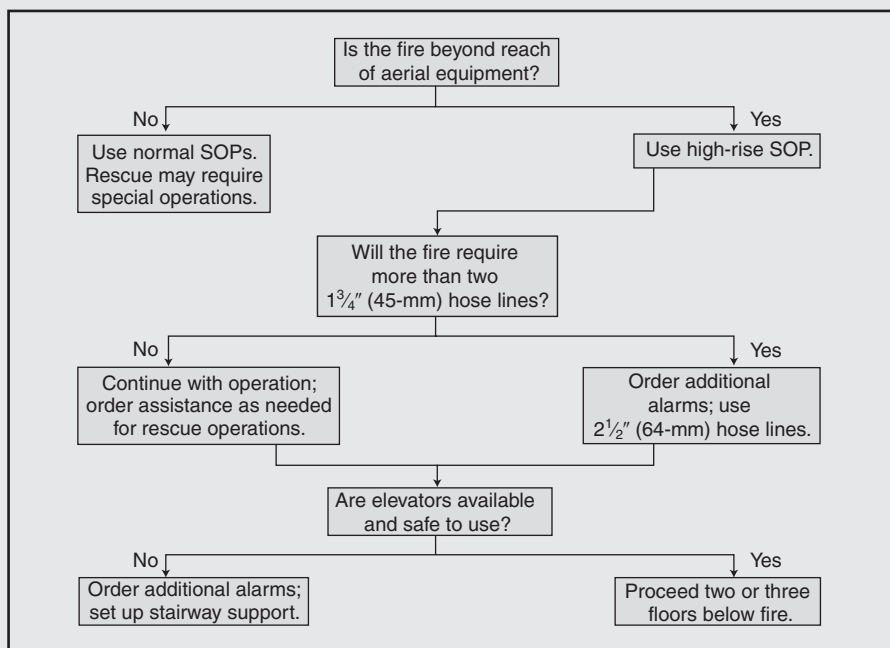 Is the fire beyond reach
of aerial equipment?
No
Yes
Use normal SOPs.
Rescue may require
special operations.
Use high-rise SOP.
Will the fire require
more than two
1¾″ (45-mm) hose lines?
No
Yes
Continue with operation;
order assistance as needed
for rescue operations.
Order additional
alarms; use
2½″ (64-mm) hose lines.
Are elevators available
and safe to use?
No
Yes
Order additional alarms;
set up stairway support.
Proceed two or three
floors below fire.